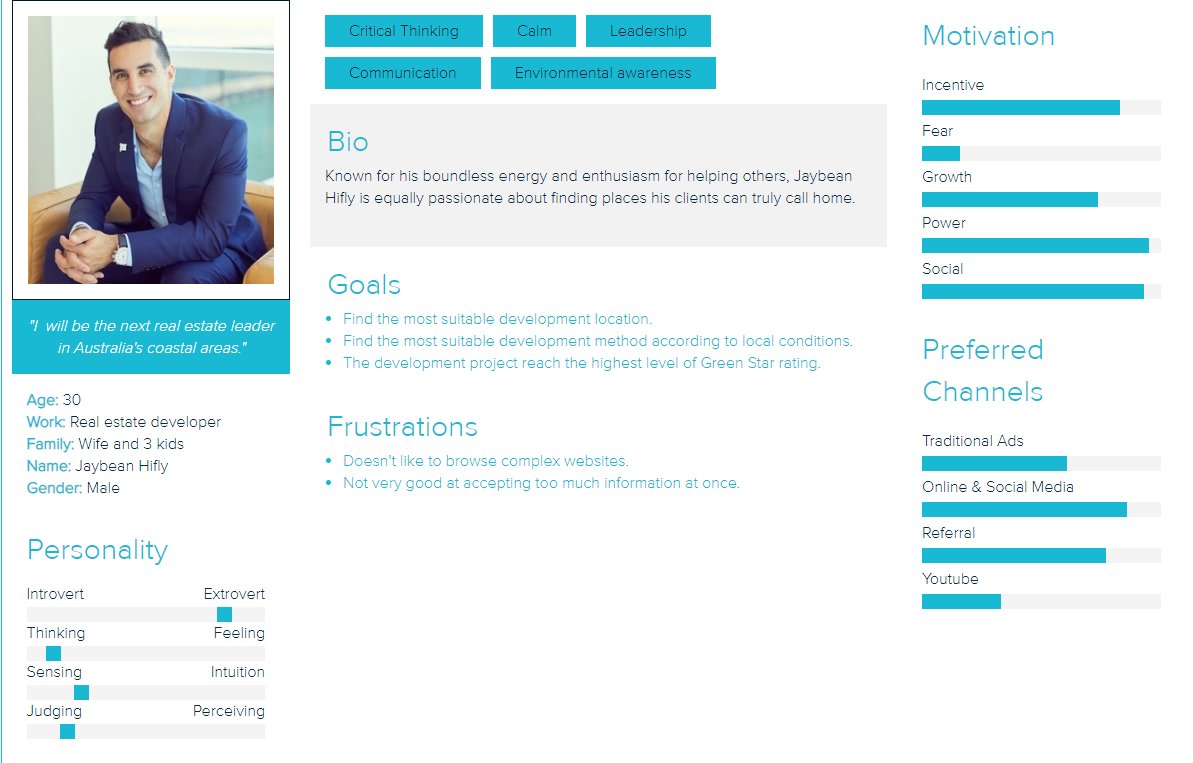 "I  will be the next real estate leader
in Australia's coastal areas."
Age: 30
Work: Real estate developer
Family: Wife and 3 kids
Name: Jaybean Hifly
Gender: Male
Personality
Introvert Extrovert
Thinking Feeling
Sensing Intuition
Judging Perceiving
Critical Thinking Calm Leadership
Communication Environmental awareness
Bio
Known for his boundless energy and enthusiasm for helping others, Jaybean
Hifly is equally passionate about finding places his clients can truly call home.
Goals
• Find the most suitable development location.
• Find the most suitable development method according to local conditions.
• The development project reach the highest level of Green Star rating.
Frustrations
• Doesn't like to browse complex websites.
• Not very good at accepting too much information at once.
Motivation
Incentive
Fear
Growth
Power
Social
Preferred
Channels
Traditional Ads
Online & Social Media
Referral
Youtube